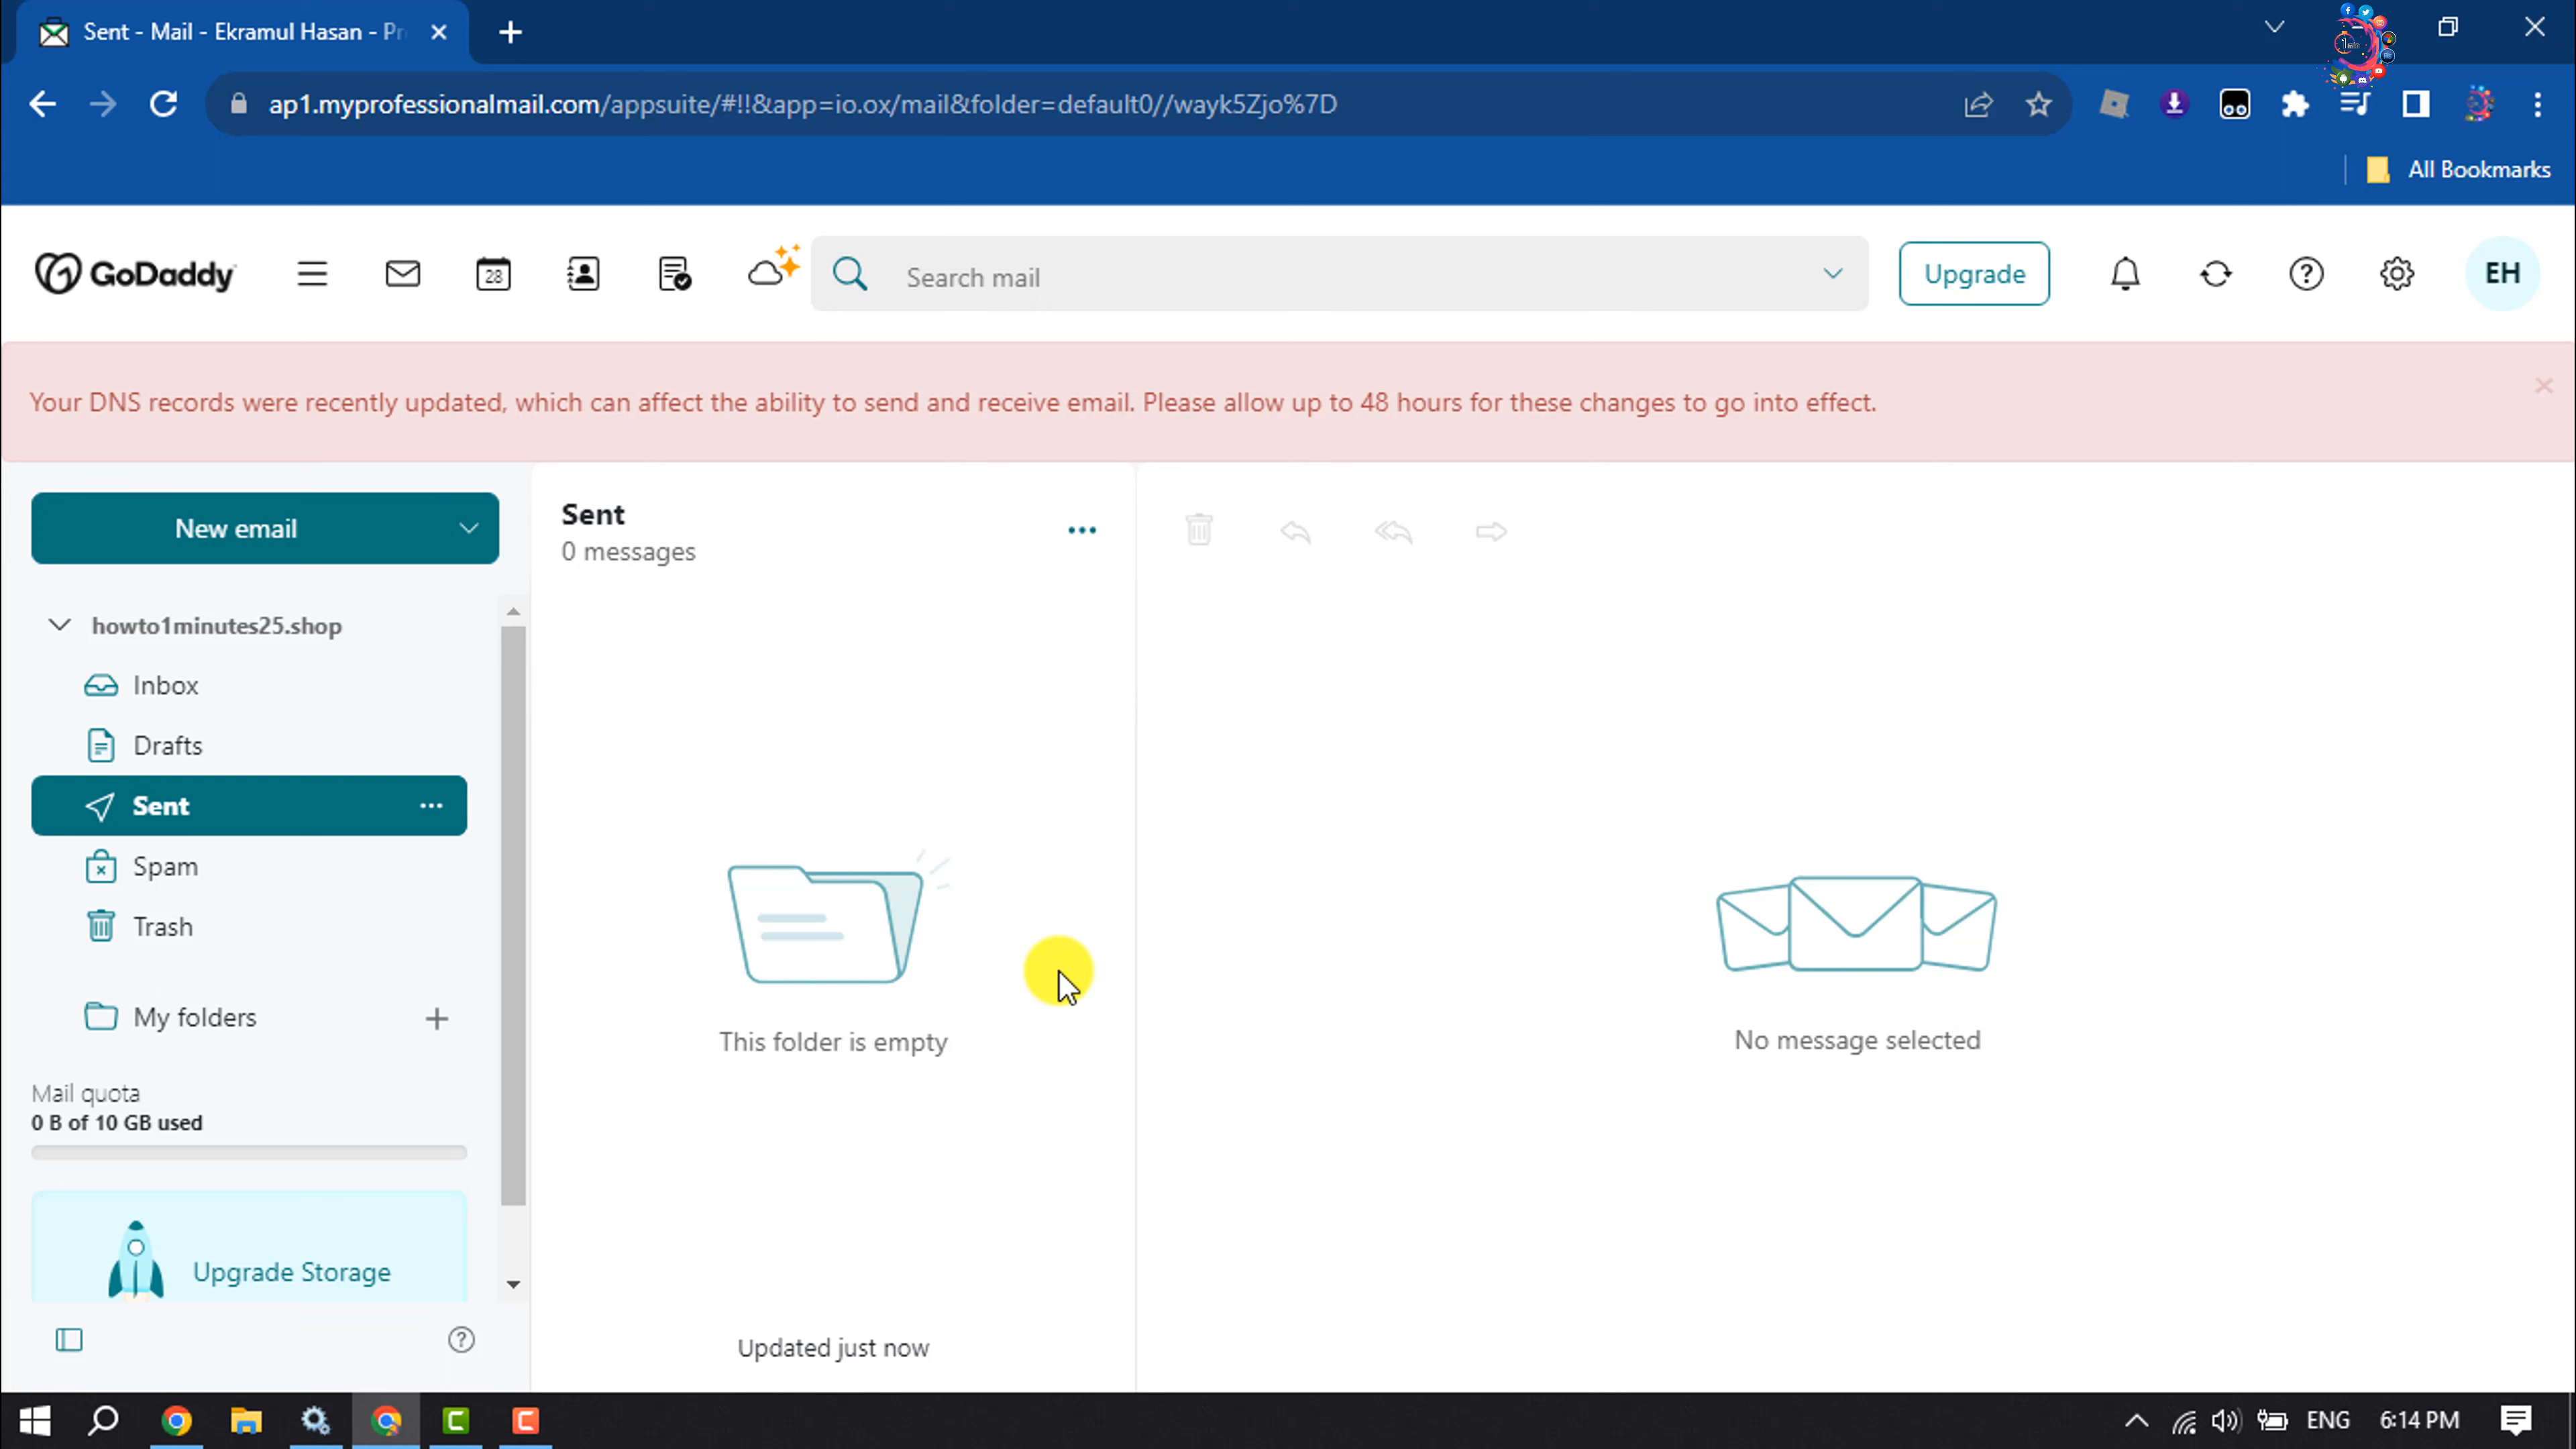 Sent - Mail - Ekramul Hasan - Pr
ap1.myprofessionalmail.com/appsuite/#!!&app=io.ox/mail&folder=default0//wayk5Zjo%7D
All Bookmarks
GoDaddy
28
Search mail
Upgrade
EH
Your DNS records were recently updated, which can affect the ability to send and receive email. Please allow up to 48 hours for these changes to go into effect.
New email
Sent
0 messages
howto1minutes25.shop
Inbox
Drafts
Sent
Spam
Trash
My folders
Mail quota
0 B of 10 GB used
Upgrade Storage
This folder is empty
Updated just now
No message selected
ENG
6:14 PM